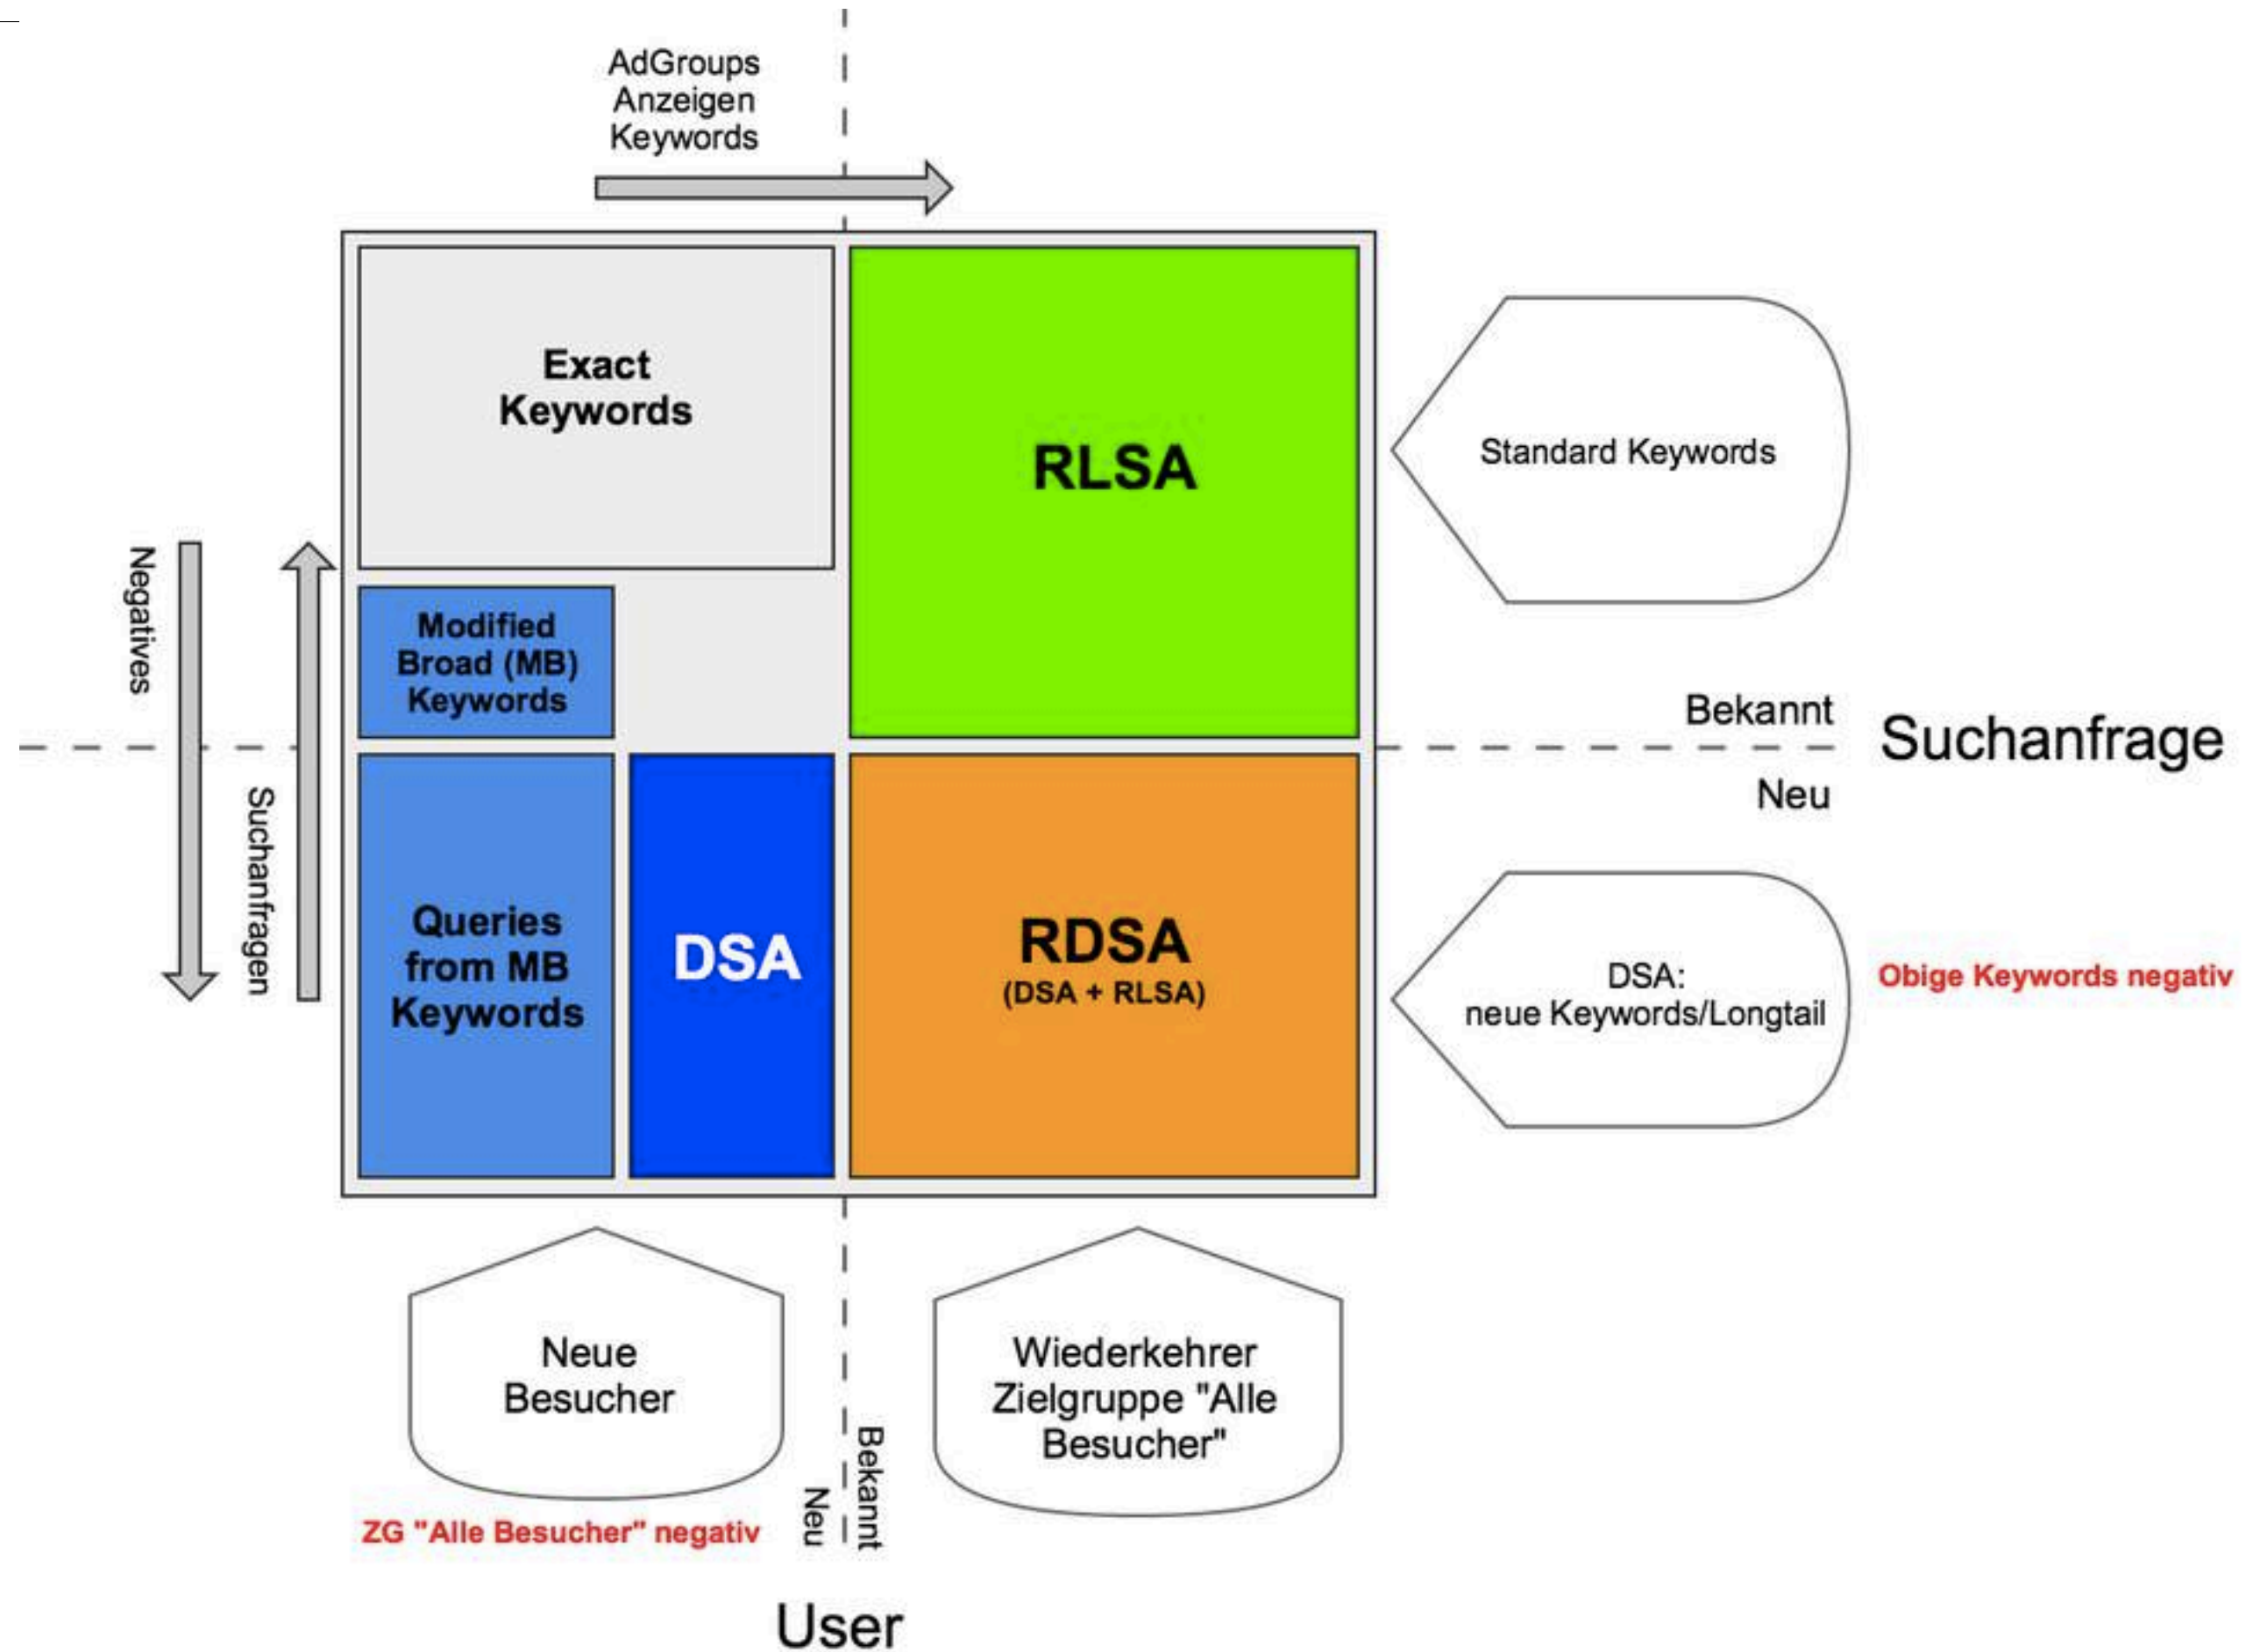 AdGroups
Anzeigen
Keywords
Exact
Keywords
RLSA
Standard Keywords
Negatives
Modified
Broad (MB)
Keywords
Bekannt
Suchanfrage
Neu
Suchanfragen
Queries
from MB
Keywords
DSA
RDSA
(DSA + RLSA)
DSA:
neue Keywords/Longtail
Obige Keywords negativ
Neue
Besucher
Wiederkehrer
Zielgruppe "Alle
Besucher"
ZG "Alle Besucher" negativ
Bekannt
Neu
User